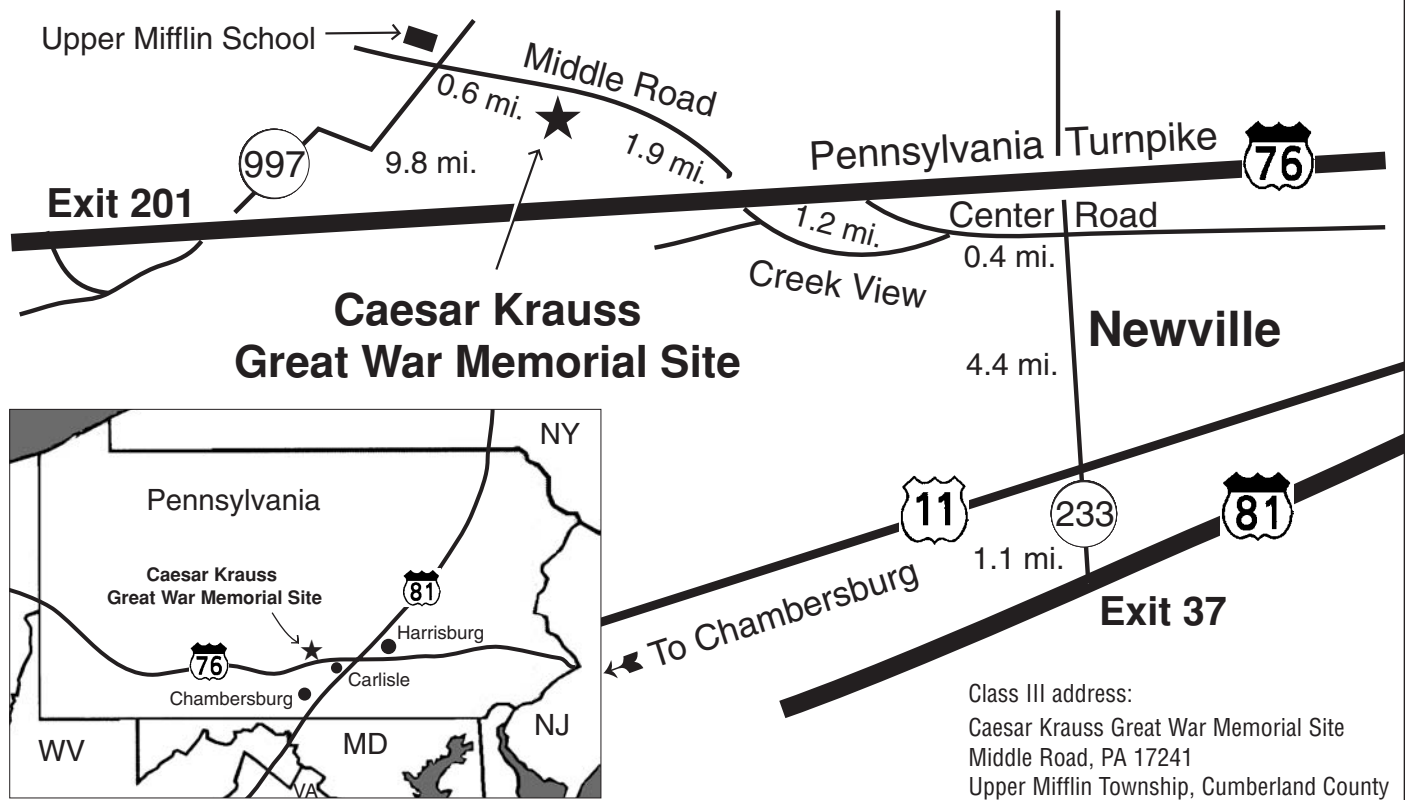 Upper Mifflin School
Middle Road
0.6 mi.
1.9 mi.
997
9.8 mi.
Pennsylvania Turnpike
76
Exit 201
Center Road
1.2 mi.
0.4 mi.
Creek View
Caesar Krauss
Great War Memorial Site
Newville
4.4 mi.
11
233
81
1.1 mi.
To Chambersburg
Exit 37
NY
Pennsylvania
Caesar Krauss
Great War Memorial Site
81
Harrisburg
76
Carlisle
Chambersburg
WV
MD
NJ
VA
Class III address:
Caesar Krauss Great War Memorial Site
Middle Road, PA 17241
Upper Mifflin Township, Cumberland County